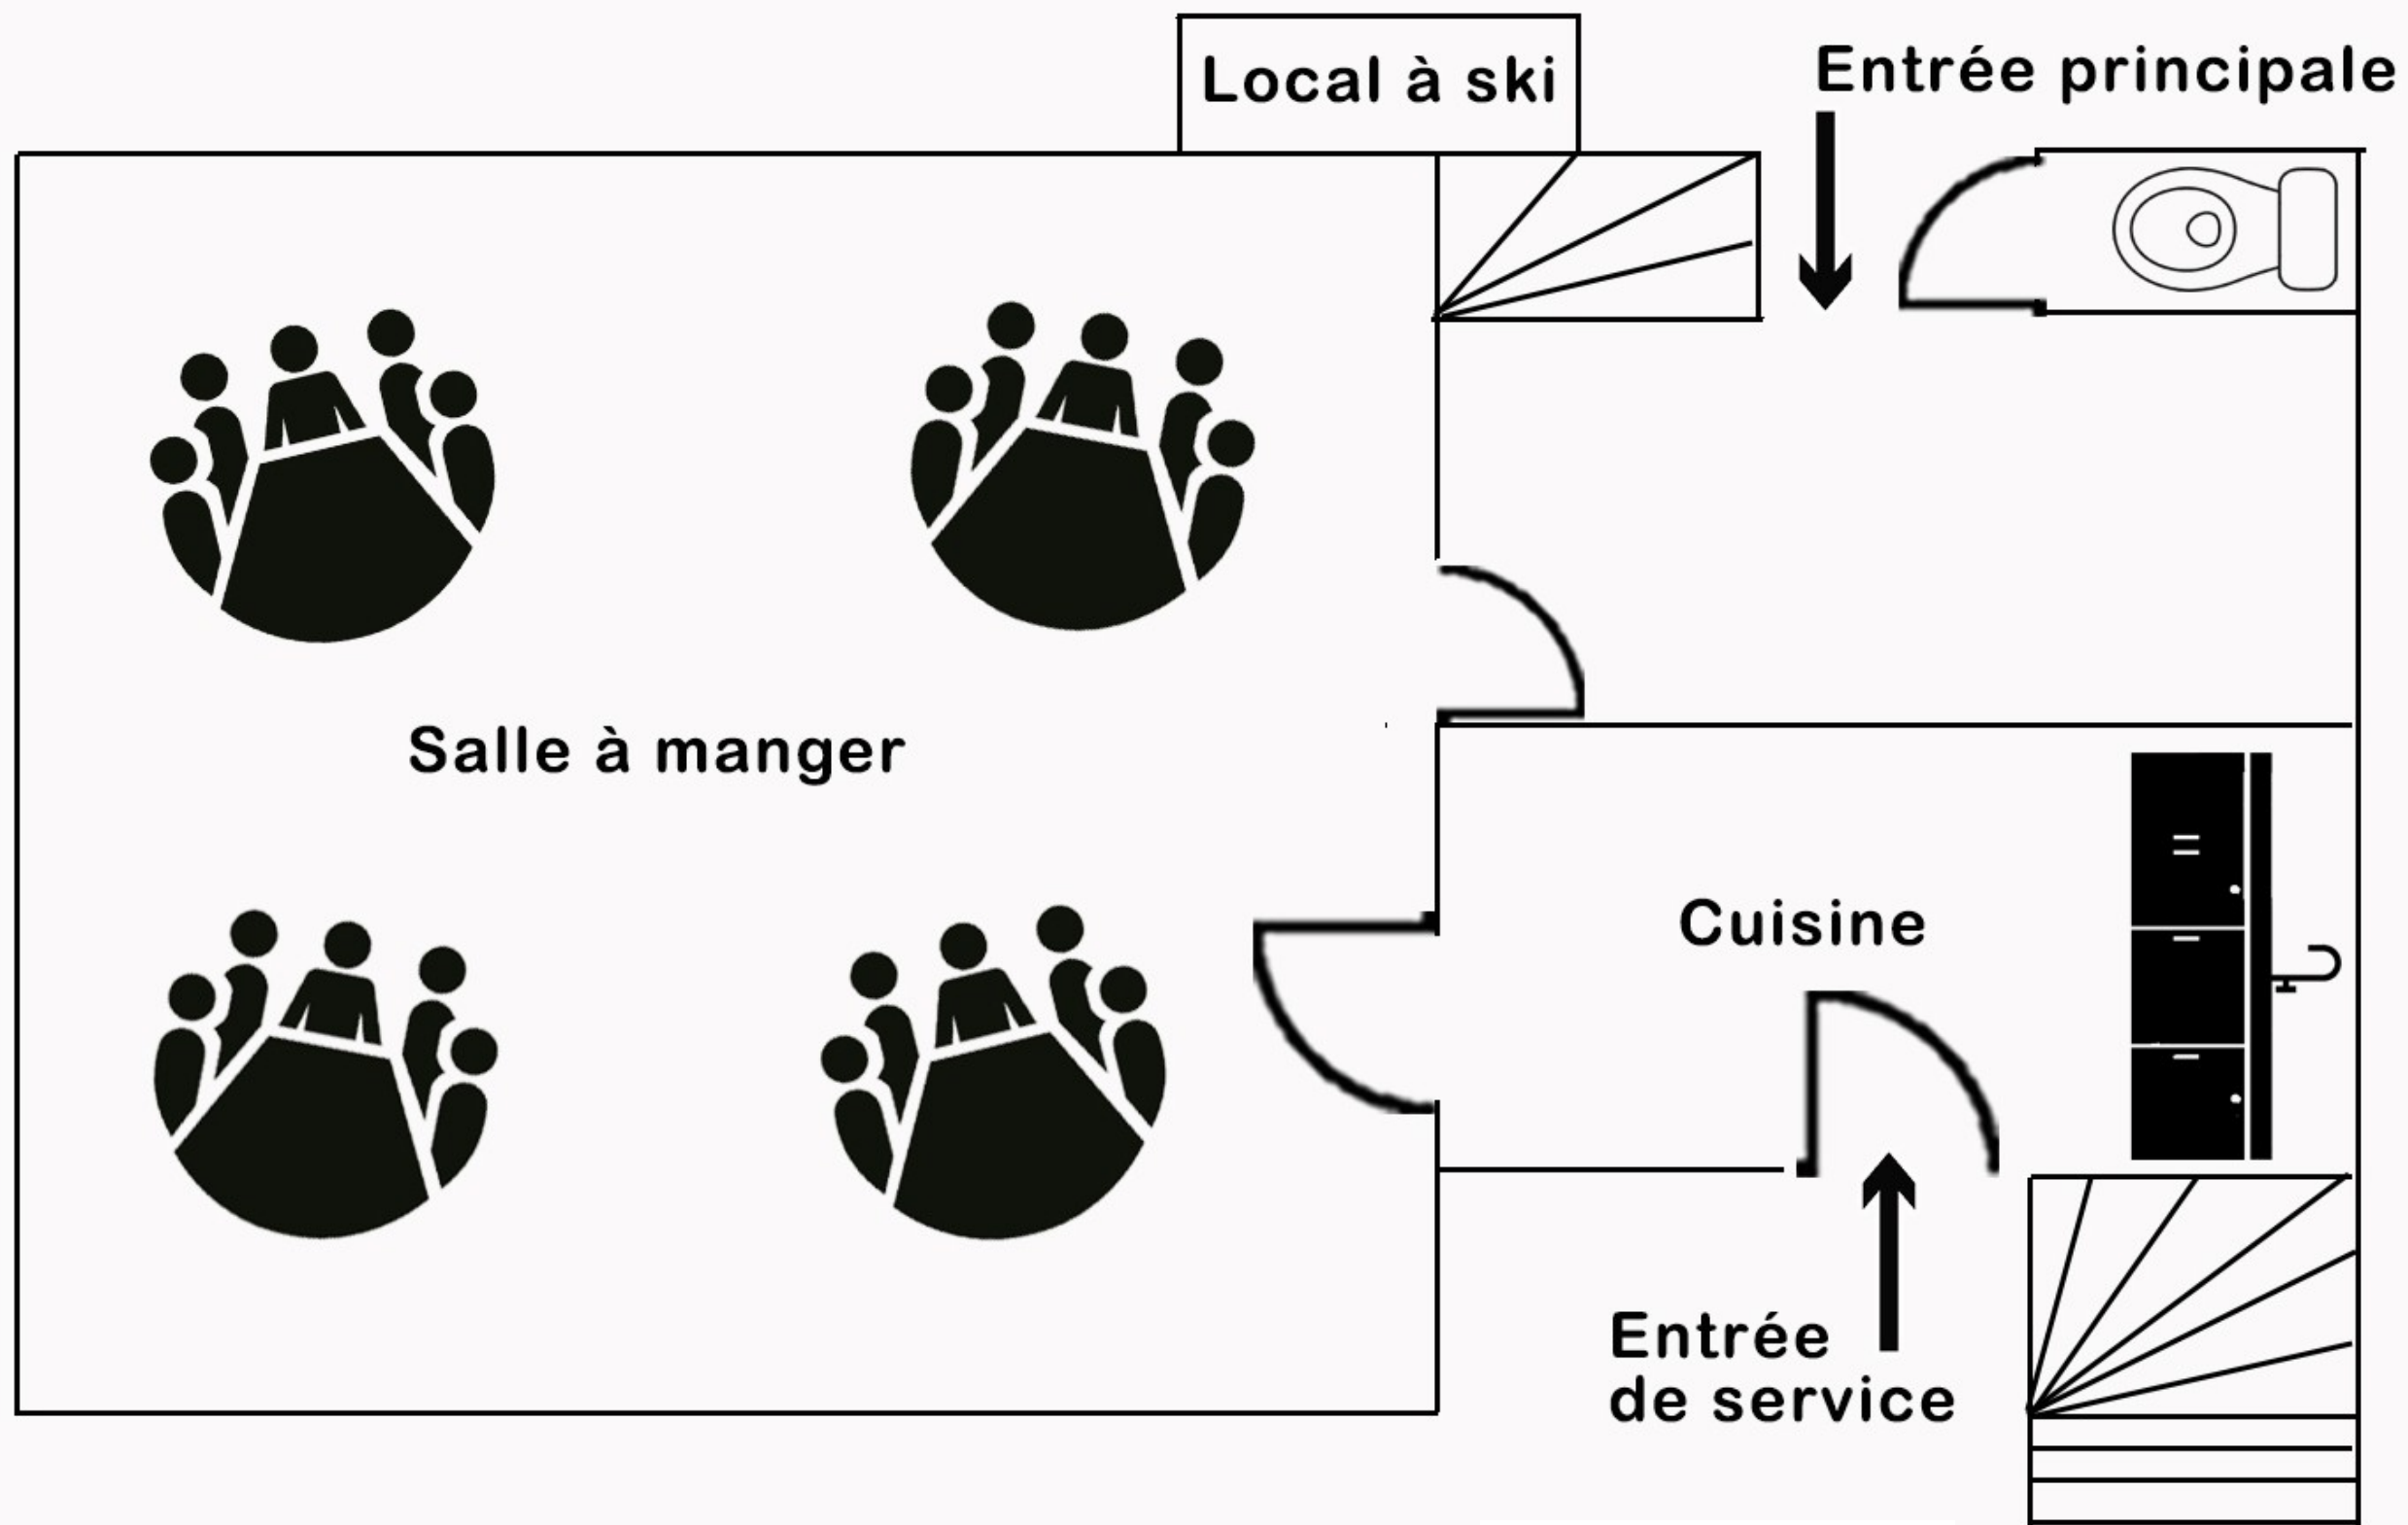 Local à ski
Entrée principale
Salle à manger
Cuisine
Entrée
de service